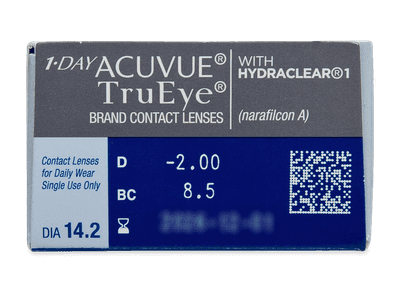 1·DAY ACUVUE®
TruEye®
BRAND CONTACT LENSES
WITH
HYDRACLEAR®1
(narafilcon A)
Contact Lenses
for Daily Wear
Single Use Only
DIA 14.2
D -2.00
BC 8.5